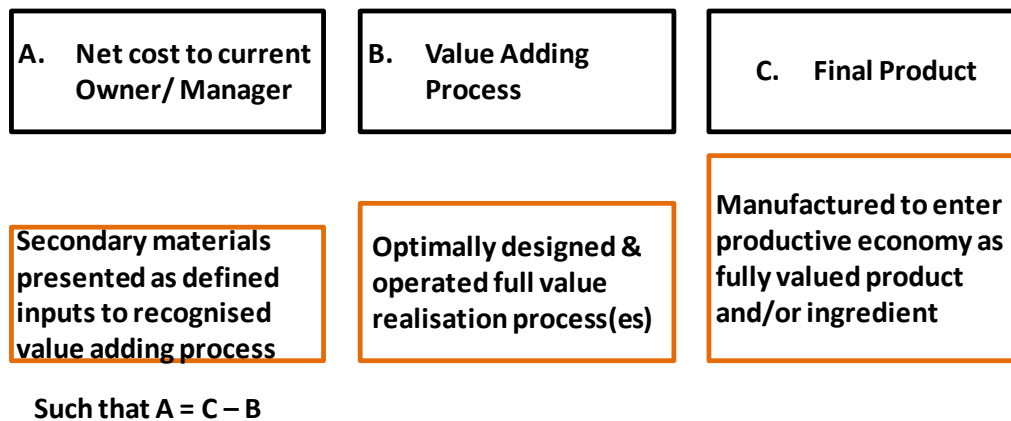 A. Net cost to current
Owner/ Manager
B. Value Adding
Process
C. Final Product
Secondary materials
presented as defined
inputs to recognised
value adding process
Optimally designed &
operated full value
realisation process(es)
Manufactured to enter
productive economy as
fully valued product
and/or ingredient
Such that A = C – B